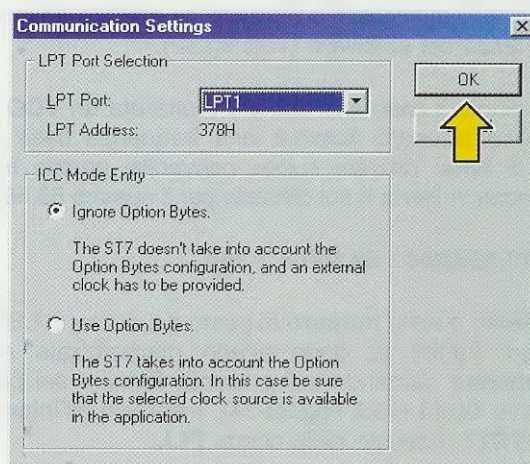 Communication Settings
OK
LPT Port Selection
LPT Port:
LPT1
LPT Address:
378H
ICC Mode Entry
Ignore Option Bytes.
The ST7 doesn't take into account the
Option Bytes configuration, and an external
clock has to be provided.
Use Option Bytes.
The ST7 takes into account the Option
Bytes configuration. In this case be sure
that the selected clock source is available
in the application.